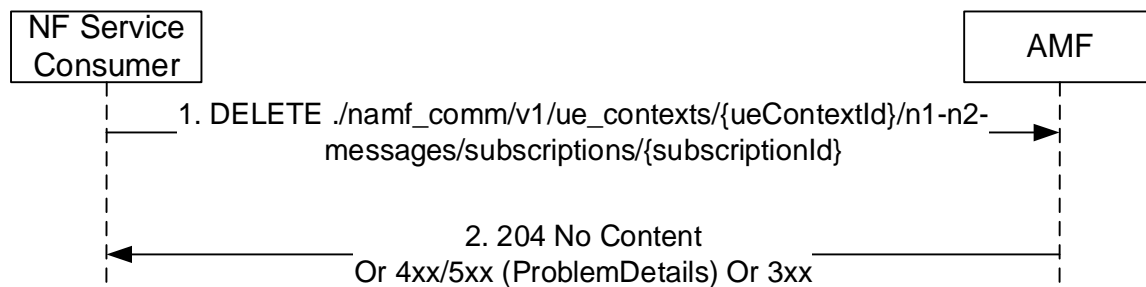 NF Service
Consumer
AMF
1. DELETE ./namf_comm/v1/ue_contexts/{ueContextId}/n1-n2-
messages/subscriptions/{subscriptionId}
2. 204 No Content
Or 4xx/5xx (ProblemDetails) Or 3xx